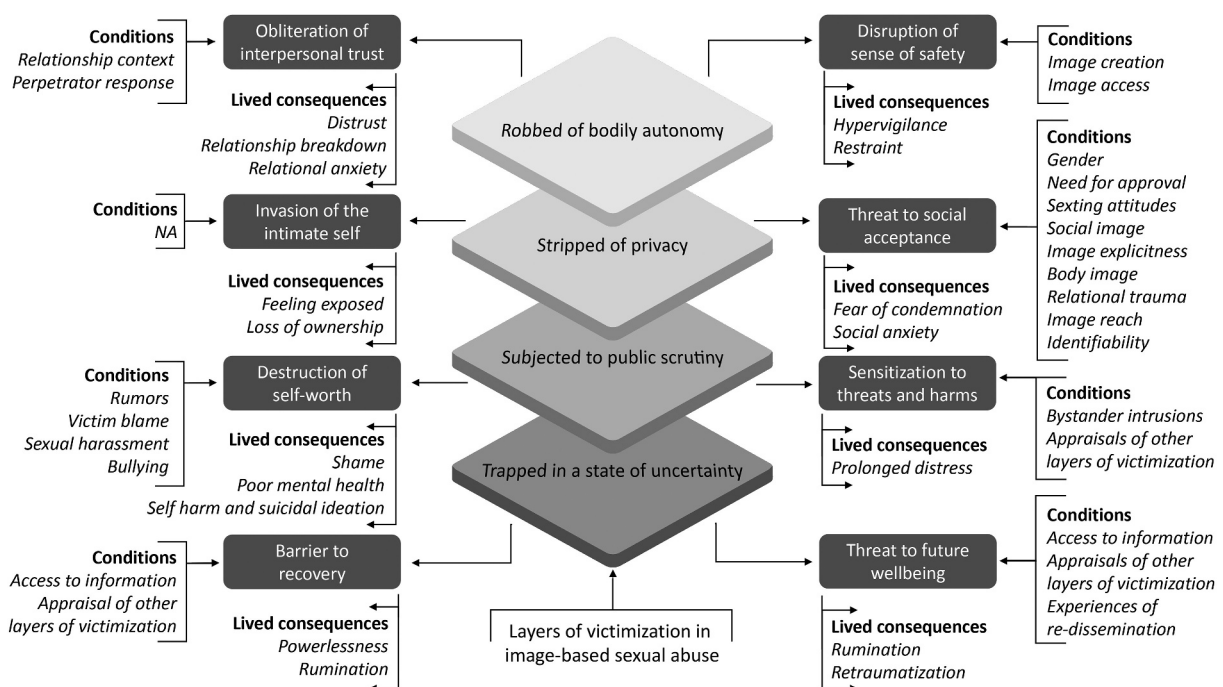 Conditions
Relationship context
Perpetrator response
Obliteration of
interpersonal trust
Lived consequences
Distrust
Relationship breakdown
Relational anxiety
Robbed of bodily autonomy
Disruption of
sense of safety
Lived consequences
Hypervigilance
Restraint
Conditions
Image creation
Image access
Conditions
NA
Invasion of the
intimate self
Lived consequences
Feeling exposed
Loss of ownership
Stripped of privacy
Threat to social
acceptance
Lived consequences
Fear of condemnation
Social anxiety
Conditions
Gender
Need for approval
Sexting attitudes
Social image
Image explicitness
Body image
Relational trauma
Image reach
Identifiability
Conditions
Rumors
Victim blame
Sexual harassment
Bullying
Destruction of
self-worth
Lived consequences
Shame
Poor mental health
Self harm and suicidal ideation
Subjected to public scrutiny
Sensitization to
threats and harms
Lived consequences
Prolonged distress
Conditions
Bystander intrusions
Appraisals of other
layers of victimization
Conditions
Access to information
Appraisal of other
layers of victimization
Barrier to
recovery
Lived consequences
Powerlessness
Rumination
Trapped in a state of uncertainty
Threat to future
wellbeing
Lived consequences
Rumination
Retraumatization
Conditions
Access to information
Appraisals of other
layers of victimization
Experiences of
re-dissemination
Layers of victimization in
image-based sexual abuse